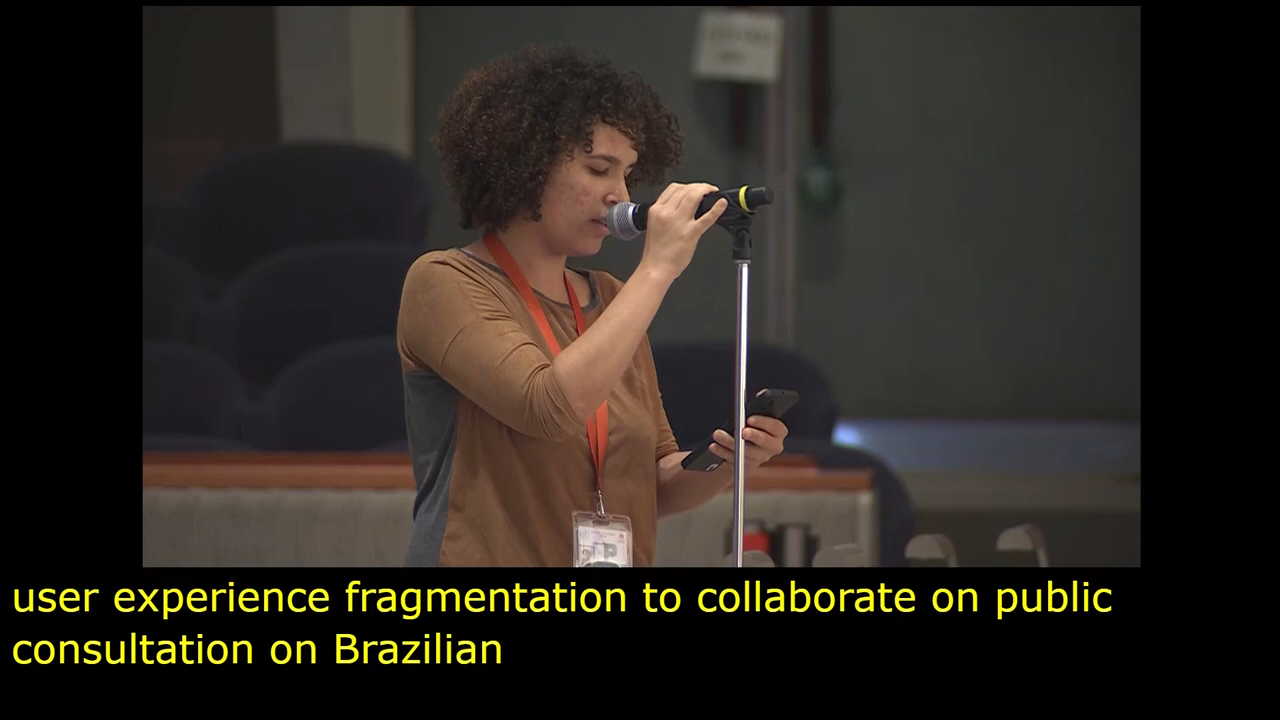 user experience fragmentation to collaborate on public
consultation on Brazilian